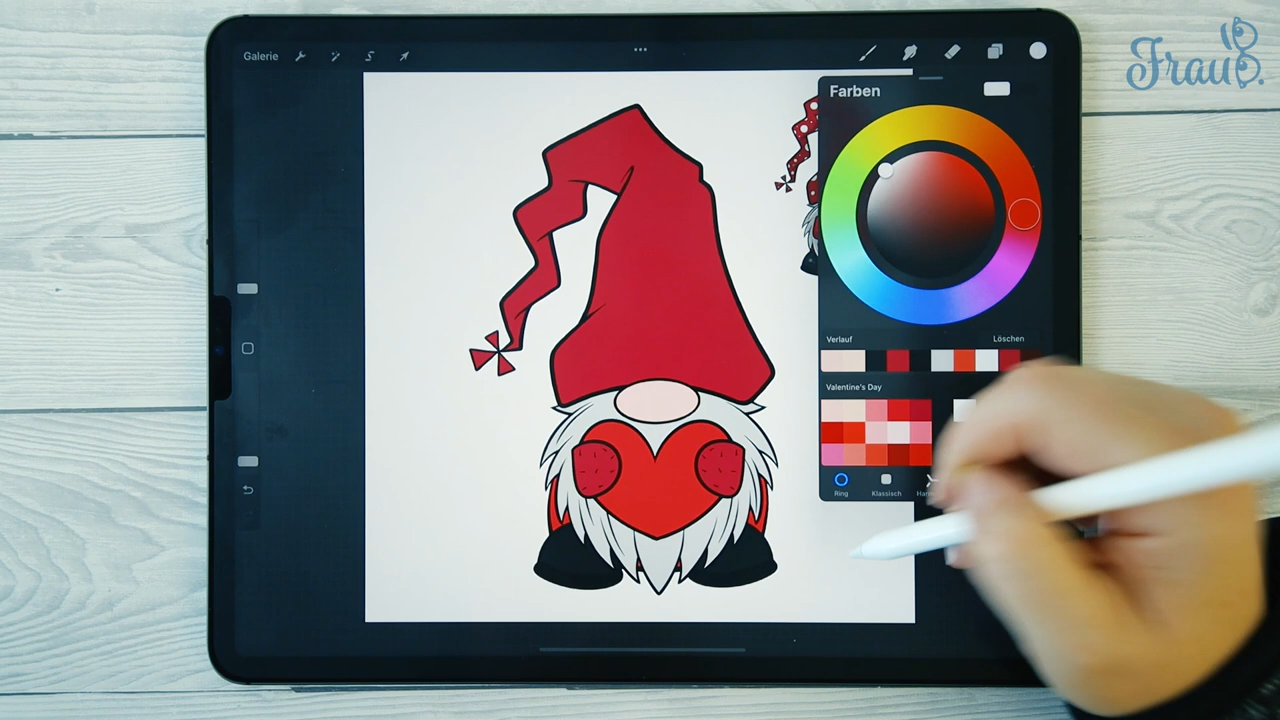 Galerie
Frau B.
Farben
Verlauf
Löschen
Valentine's Day
Ring
Klassisch